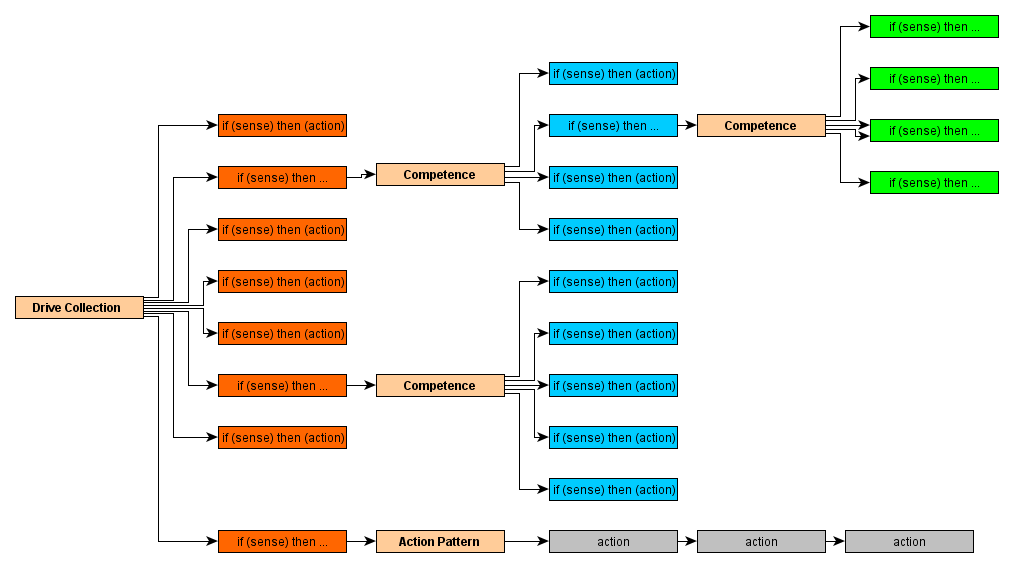 if (sense) then ...
if (sense) then (action)
if (sense) then ...
if (sense) then (action)
if (sense) then ...
Competence
if (sense) then ...
if (sense) then ...
Competence
if (sense) then (action)
if (sense) then ...
if (sense) then (action)
if (sense) then (action)
if (sense) then (action)
if (sense) then (action)
Drive Collection
if (sense) then (action)
if (sense) then (action)
if (sense) then ...
Competence
if (sense) then (action)
if (sense) then (action)
if (sense) then (action)
if (sense) then (action)
if (sense) then ...
Action Pattern
action
action
action